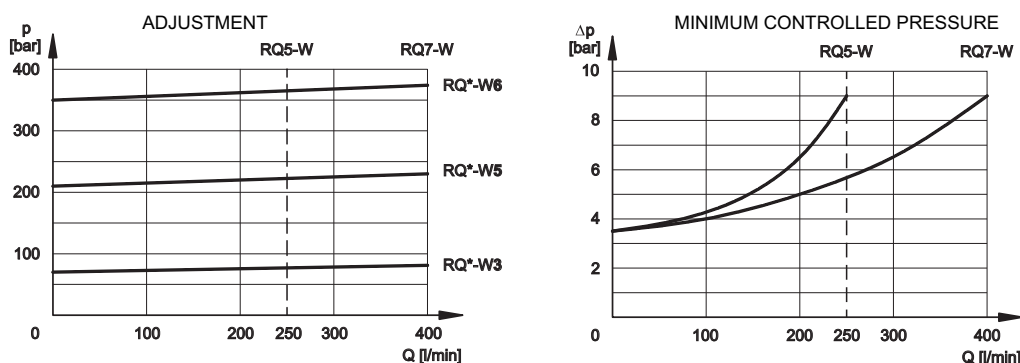 ADJUSTMENT
p
[bar]
RQ5-W
RQ7-W
400
RQ*-W6
300
RQ*-W5
200
100
RQ*-W3
0
100
200
250
300
400
Q [l/min]
MINIMUM CONTROLLED PRESSURE
Δp
[bar]
RQ5-W
RQ7-W
10
8
6
4
2
0
100
200
250
300
400
Q [l/min]